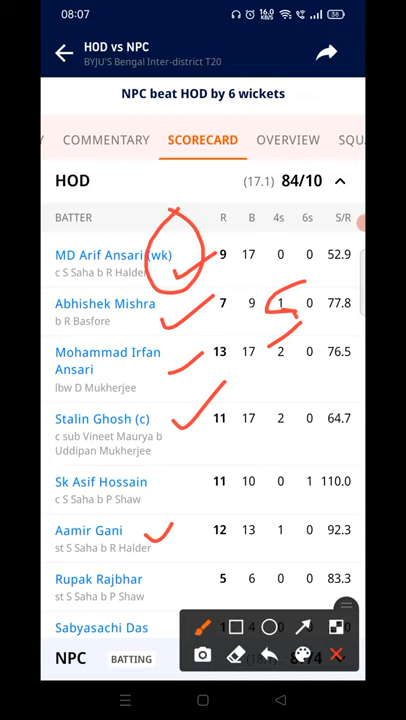 08:07
16.0 KB/S
58
HOD vs NPC
BYJU'S Bengal Inter-district T20
NPC beat HOD by 6 wickets
COMMENTARY SCORECARD OVERVIEW SQU
HOD (17.1) 84/10
BATTER R B 4s 6s S/R
MD Arif Ansari (wk) 9 17 0 0 52.9
c S Saha b R Halder
Abhishek Mishra 7 9 1 0 77.8
b R Basfore
Mohammad Irfan Ansari 13 17 2 0 76.5
lbw D Mukherjee
Stalin Ghosh (c) 11 17 2 0 64.7
c sub Vineet Maurya b
Uddipan Mukherjee
Sk Asif Hossain 11 10 0 1 110.0
c S Saha b P Shaw
Aamir Gani 12 13 1 0 92.3
st S Saha b R Halder
Rupak Rajbhar 5 6 0 0 83.3
st S Saha b P Shaw
Sabyasachi Das
NPC BATTING